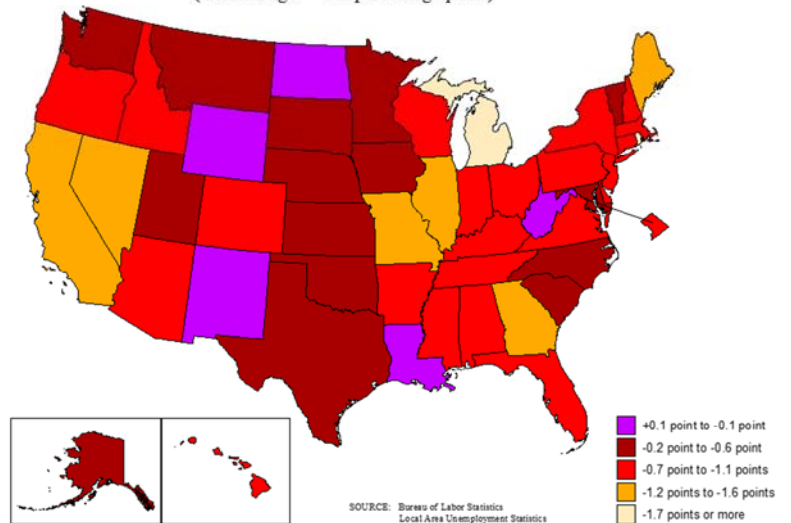 +0.1 point to -0.1 point
-0.2 point to -0.6 point
-0.7 point to -1.1 points
-1.2 points to -1.6 points
-1.7 points or more
SOURCE: Bureau of Labor Statistics
Local Area Unemployment Statistics